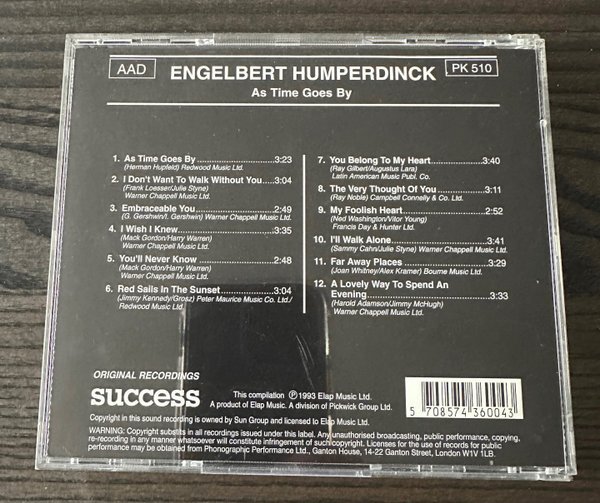 AAD
ENGELBERT HUMPERDINCK
PK 510
As Time Goes By
1. As Time Goes By ........................3:23
(Herman Hupfeld) Redwood Music Ltd.
2. I Don't Want To Walk Without You....3:04
(Frank Loesser/Julie Styne)
Warner Chappell Music Ltd.
3. Embraceable You ........................2:49
(G. Gershwin/I. Gershwin) Warner Chappell Music Ltd.
4. I Wish I Knew..............................3:35
(Mack Gordon/Harry Warren)
Warner Chappell Music Ltd.
5. You'll Never Know ........................2:48
(Mack Gordon/Harry Warren)
Warner Chappell Music Ltd.
6. Red Sails In The Sunset................3:04
(Jimmy Kennedy/Grosz) Peter Maurice Music Co. Ltd./
Redwood Music Ltd.
7. You Belong To My Heart................3:40
(Ray Gilbert/Augustus Lara)
Latin American Music Publ, Co.
8. The Very Thought Of You..............3:11
(Ray Noble) Campbell Connelly & Co. Ltd.
9. My Foolish Heart..........................2:52
(Ned Washington/Vitor Young)
Francis Day & Hunter Ltd.
10. I'll Walk Alone..............................3:41
(Sammy Cahn/Julie Styne) Warner Chappell Music Ltd.
11. Far Away Places ..........................3:29
(Joan Whitney/Alex Kramer) Bourne Music Ltd.
12. A Lovely Way To Spend An
Evening......................................3:33
(Harold Adamson/Jimmy McHugh)
Warner Chappell Music Ltd.
ORIGINAL RECORDINGS
success
This compilation ℗ 1993 Elap Music Ltd.
A product of Elap Music. A division of Pickwick Group Ltd.
Copyright in this sound recording is owned by Sun Group and licensed to Elap Music Ltd.
WARNING: Copyright subsits in all recordings issued under this label. Any unauthorised broadcasting, public performance, copying,
re-recording in any manner whatsoever will constitute infringement of such copyright. Licenses for the use of records for public
performance may be obtained from Phonographic Performance Ltd., Ganton House, 14-22 Ganton Street, London W1V 1LB.
5 708574 360043